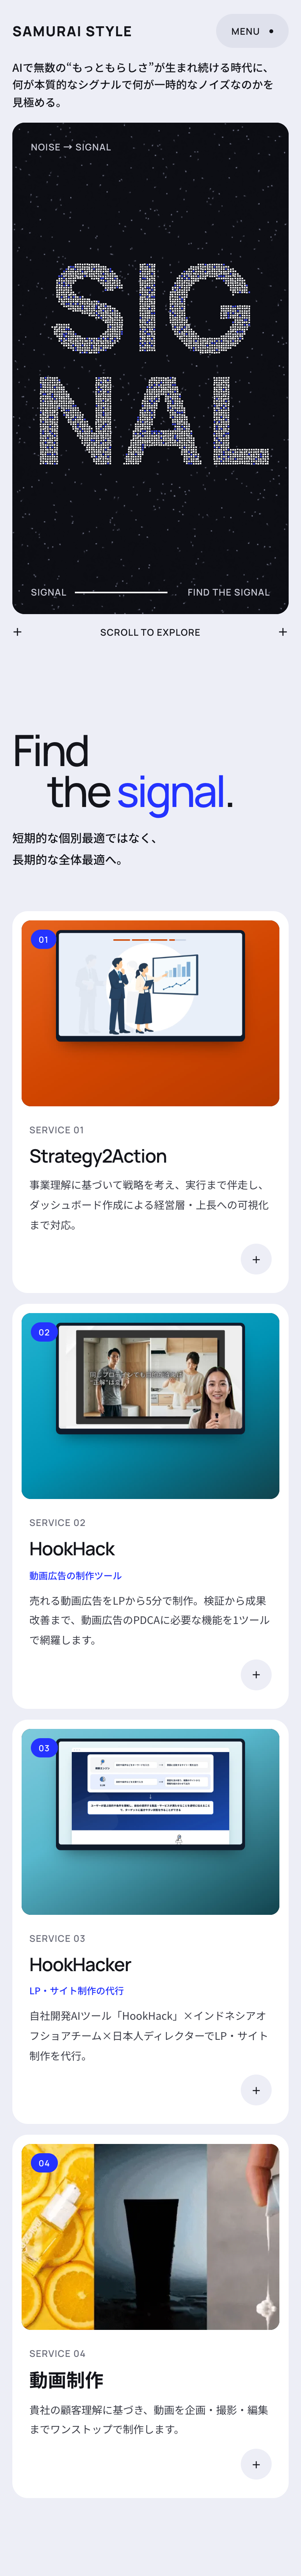 SAMURAI STYLE
MENU
AIで無数の“もっともらしさ”が生まれ続ける時代に、
何が本質的なシグナルで何が一時的なノイズなのかを
見極める。
NOISE → SIGNAL
SIG
NAL
SIGNAL
FIND THE SIGNAL
SCROLL TO EXPLORE
Find
the signal.
短期的な個別最適ではなく、
長期的な全体最適へ。
01
SERVICE 01
Strategy2Action
事業理解に基づいて戦略を考え、実行まで伴走し、
ダッシュボード作成による経営層・上長への可視化
まで対応。
02
SERVICE 02
HookHack
動画広告の制作ツール
売れる動画広告をLPから5分で制作。検証から成果
改善まで、動画広告のPDCAに必要な機能を1ツール
で網羅します。
03
SERVICE 03
HookHacker
LP・サイト制作の代行
自社開発AIツール「HookHack」×インドネシアオ
フショアチーム×日本人ディレクターでLP・サイト
制作を代行。
04
SERVICE 04
動画制作
貴社の顧客理解に基づき、動画を企画・撮影・編集
までワンストップで制作します。